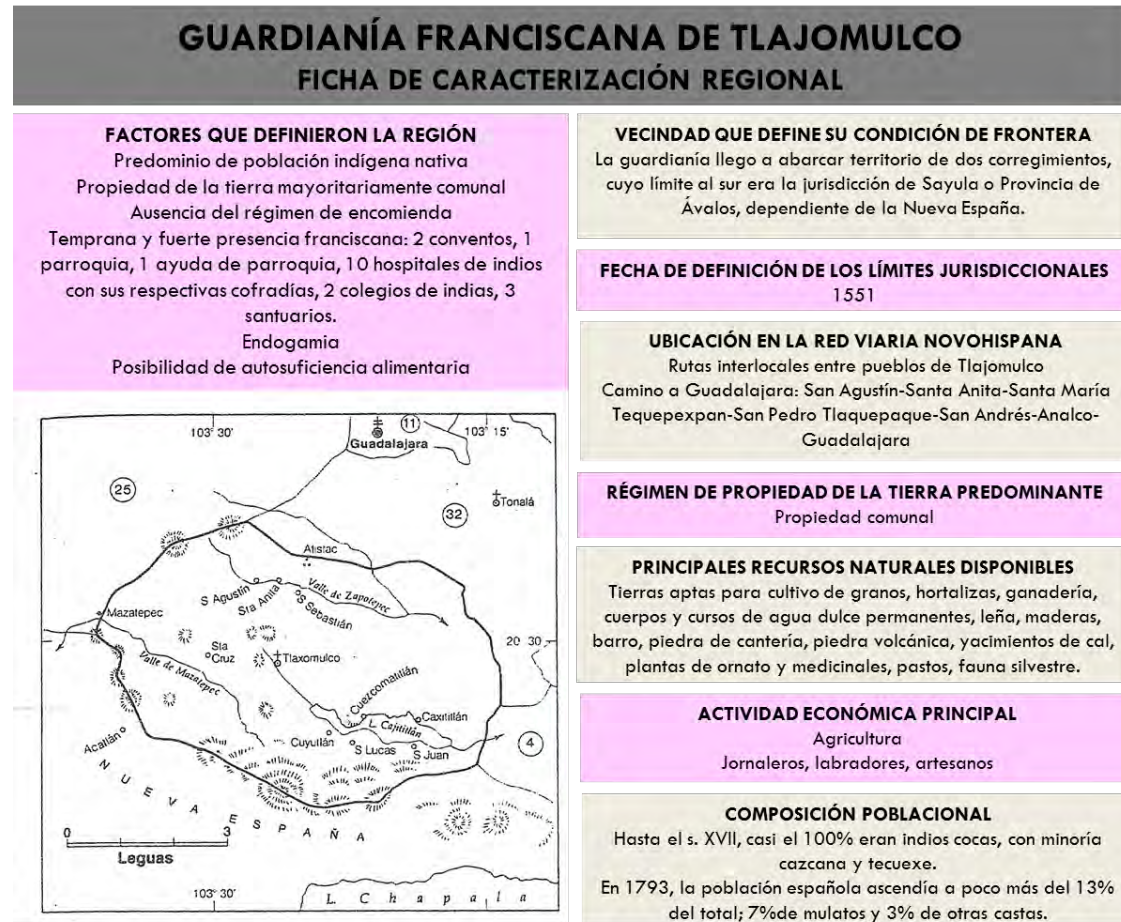 GUARDIANÍA FRANCISCANA DE TLAJOMULCO
FICHA DE CARACTERIZACIÓN REGIONAL
FACTORES QUE DEFINIERON LA REGIÓN
Predominio de población indígena nativa
Propiedad de la tierra mayoritariamente comunal
Ausencia del régimen de encomienda
Temprana y fuerte presencia franciscana: 2 conventos, 1
parroquia, 1 ayuda de parroquia, 10 hospitales de indios
con sus respectivas cofradías, 2 colegios de indias, 3
santuarios.
Endogamia
Posibilidad de autosuficiencia alimentaria
103° 30'
11
103° 15'
Guadalajara
25
Tonalá
32
Atistac
S Agustín
Sta Anita
Valle de Zapotepec
S Sebastián
Mazatepec
20 30
Sta
Cruz
Tlaxomulco
Valle de Mazatepec
Cuezcomatitlán
Caxititlán
L. Cajititlán
Acatlán
Cuyutlán
S Lucas
S Juan
4
NUEVA ESPAÑA
0
3
Leguas
103° 30'
L. Chapala
VECINDAD QUE DEFINE SU CONDICIÓN DE FRONTERA
La guardianía llego a abarcar territorio de dos corregimientos,
cuyo límite al sur era la jurisdicción de Sayula o Provincia de
Ávalos, dependiente de la Nueva España.
FECHA DE DEFINICIÓN DE LOS LÍMITES JURISDICCIONALES
1551
UBICACIÓN EN LA RED VIARIA NOVOHISPANA
Rutas interlocales entre pueblos de Tlajomulco
Camino a Guadalajara: San Agustín-Santa Anita-Santa María
Tequepexpan-San Pedro Tlaquepaque-San Andrés-Analco-
Guadalajara
RÉGIMEN DE PROPIEDAD DE LA TIERRA PREDOMINANTE
Propiedad comunal
PRINCIPALES RECURSOS NATURALES DISPONIBLES
Tierras aptas para cultivo de granos, hortalizas, ganadería,
cuerpos y cursos de agua dulce permanentes, leña, maderas,
barro, piedra de cantería, piedra volcánica, yacimientos de cal,
plantas de ornato y medicinales, pastos, fauna silvestre.
ACTIVIDAD ECONÓMICA PRINCIPAL
Agricultura
Jornaleros, labradores, artesanos
COMPOSICIÓN POBLACIONAL
Hasta el s. XVII, casi el 100% eran indios cocas, con minoría
cazcana y tecuexe.
En 1793, la población española ascendía a poco más del 13%
del total; 7%de mulatos y 3% de otras castas.